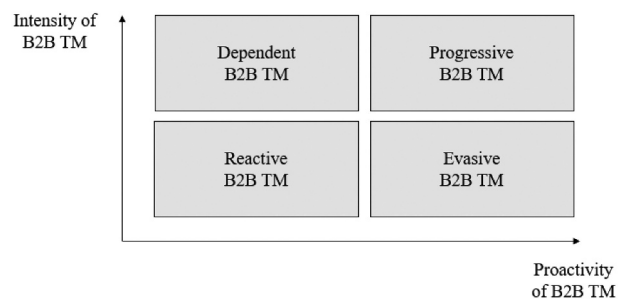 Intensity of
B2B TM
Dependent
B2B TM
Progressive
B2B TM
Reactive
B2B TM
Evasive
B2B TM
Proactivity
of B2B TM